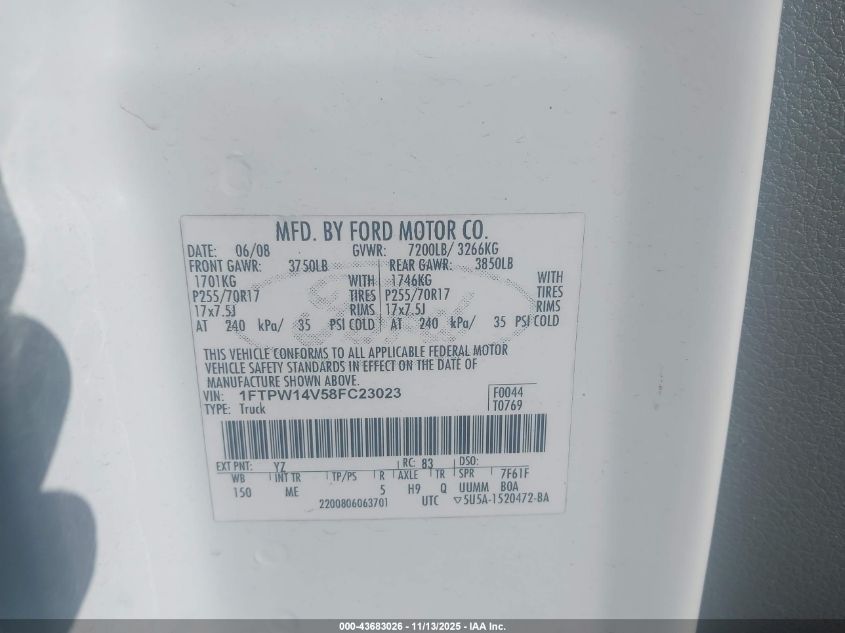 MFD. BY FORD MOTOR CO.
DATE: 06/08 GVWR: 7200LB/ 3266KG
FRONT GAWR: 3750LB REAR GAWR: 3850LB
1701KG WITH 1746KG WITH
P255/70R17 TIRES P255/70R17 TIRES
17x7.5J RIMS 17x7.5J RIMS
AT 240 kPa/ 35 PSI COLD AT 240 kPa/ 35 PSI COLD
THIS VEHICLE CONFORMS TO ALL APPLICABLE FEDERAL MOTOR
VEHICLE SAFETY STANDARDS IN EFFECT ON THE DATE OF
MANUFACTURE SHOWN ABOVE.
VIN: 1FTPW14V58FC23023 F0044
TYPE: Truck T0769
EXT PNT: YZ RC: 83 DSO:
WB INT TR TP/PS R AXLE TR SPR 7F61F
150 ME 5 H9 Q UUMM BOA
2200806063701 UTC ▽5U5A-1520472-BA
000-43683026 - 11/13/2025 - IAA Inc.